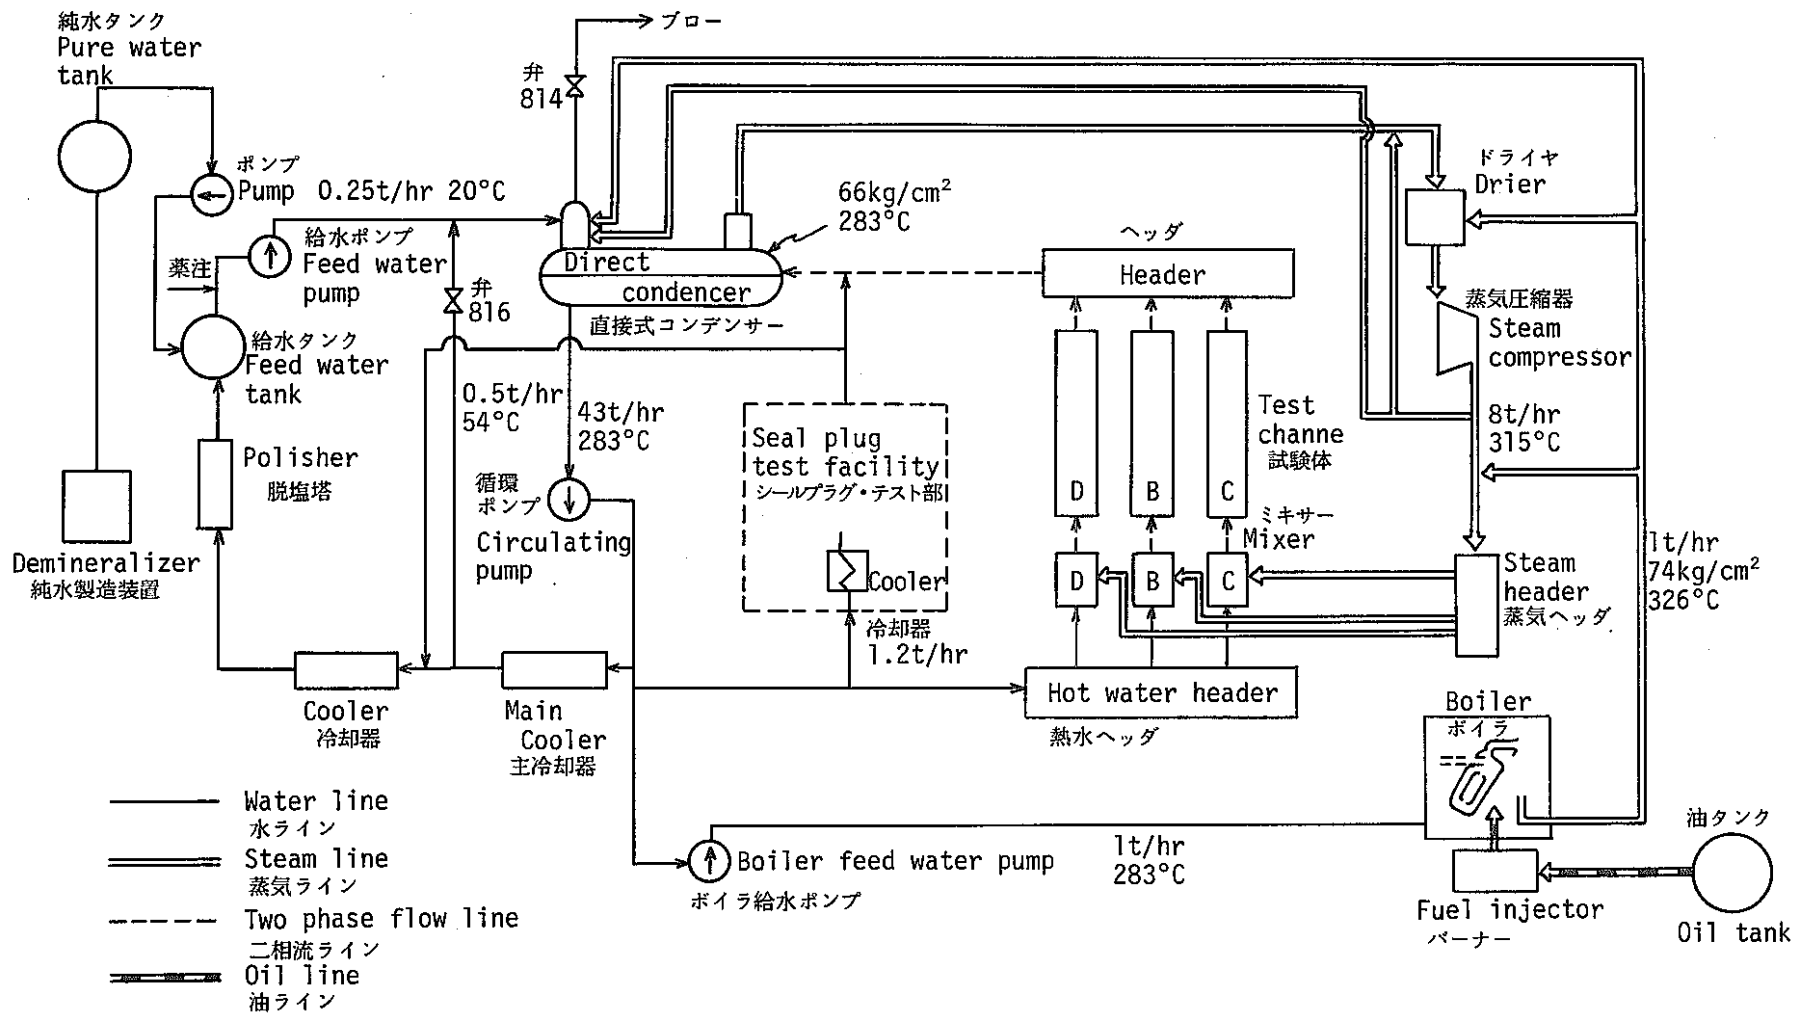 純水タンク
Pure water
tank
ブロー
弁
814
ポンプ
Pump
0.25t/hr 20°C
給水ポンプ
Feed water
pump
薬注
弁
816
給水タンク
Feed water
tank
66kg/cm²
283°C
Direct
condencer
直接式コンデンサー
ヘッダ
Header
ドライヤ
Drier
蒸気圧縮器
Steam
compressor
8t/hr
315°C
0.5t/hr
54°C
43t/hr
283°C
Seal plug
test facility
シールプラグ・テスト部
Cooler
冷却器
1.2t/hr
Test
channe
試験体
D
B
C
ミキサー
Mixer
D
B
C
Polisher
脱塩塔
循環
ポンプ
Circulating
pump
Demineralizer
純水製造装置
Steam
header
蒸気ヘッダ
1t/hr
74kg/cm²
326°C
Cooler
冷却器
Main
Cooler
主冷却器
Hot water header
熱水ヘッダ
Boiler
ボイラ
Water line
水ライン
Steam line
蒸気ライン
Two phase flow line
二相流ライン
Oil line
油ライン
Boiler feed water pump
ボイラ給水ポンプ
1t/hr
283°C
Fuel injector
バーナー
油タンク
Oil tank